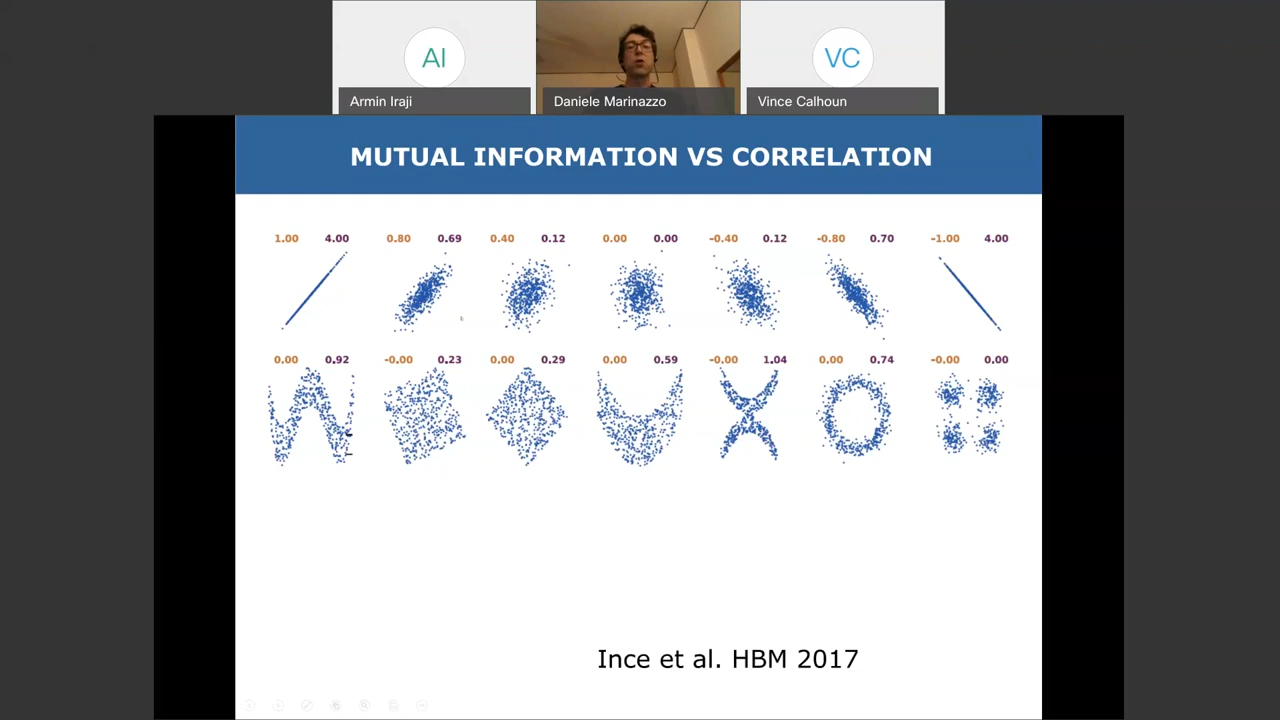 AI VC
Armin Iraji Daniele Marinazzo Vince Calhoun
MUTUAL INFORMATION VS CORRELATION
1.00 4.00 0.80 0.69 0.40 0.12 0.00 0.00 -0.40 0.12 -0.80 0.70 -1.00 4.00
0.00 0.92 -0.00 0.23 0.00 0.29 0.00 0.59 -0.00 1.04 0.00 0.74 -0.00 0.00
Ince et al. HBM 2017